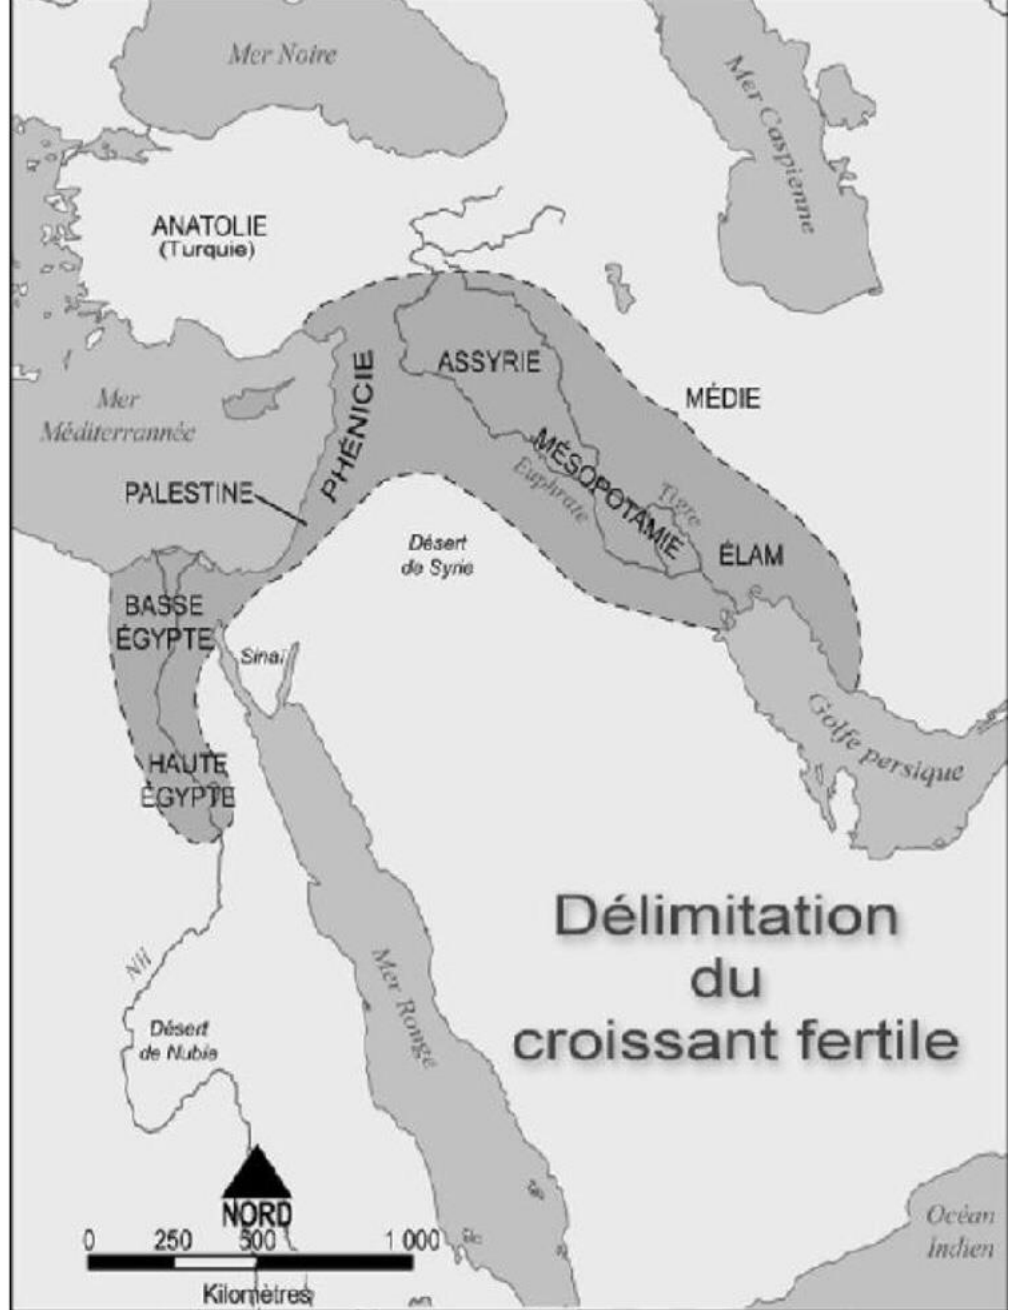 Mer Noire
Mer Caspienne
ANATOLIE
(Turquie)
ASSYRIE
MÉDIE
PHÉNICIE
Mer
Méditerrannée
MÉSOPOTAMIE
Euphrate
Tigre
PALESTINE
Désert
de Syrie
ÉLAM
BASSE
ÉGYPTE
Sinaï
Golfe persique
HAUTE
ÉGYPTE
Délimitation
du
croissant fertile
Nil
Mer Rouge
Désert
de Nubie
NORD
0 250 500 1 000
Kilomètres
Océan
Indien